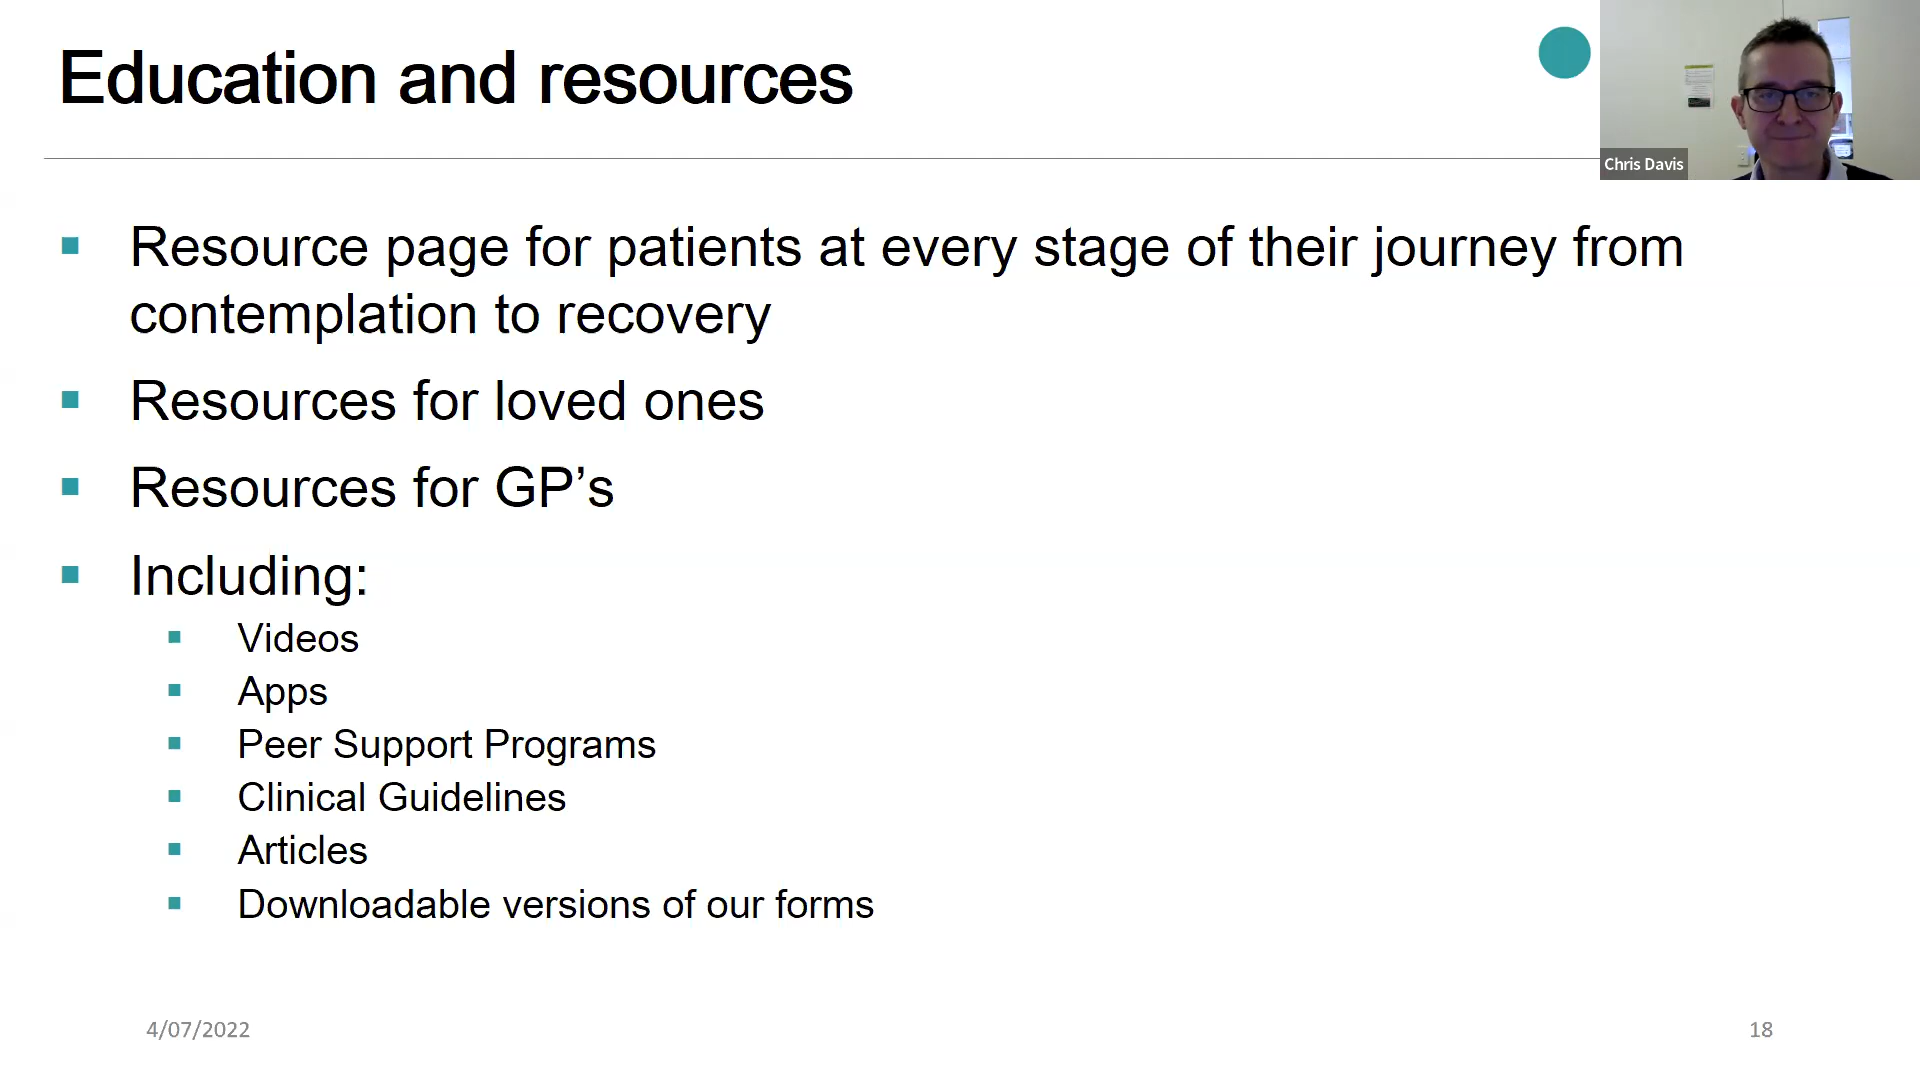 Education and resources
Chris Davis
Resource page for patients at every stage of their journey from
contemplation to recovery
Resources for loved ones
Resources for GP’s
Including:
Videos
Apps
Peer Support Programs
Clinical Guidelines
Articles
Downloadable versions of our forms
4/07/2022
18